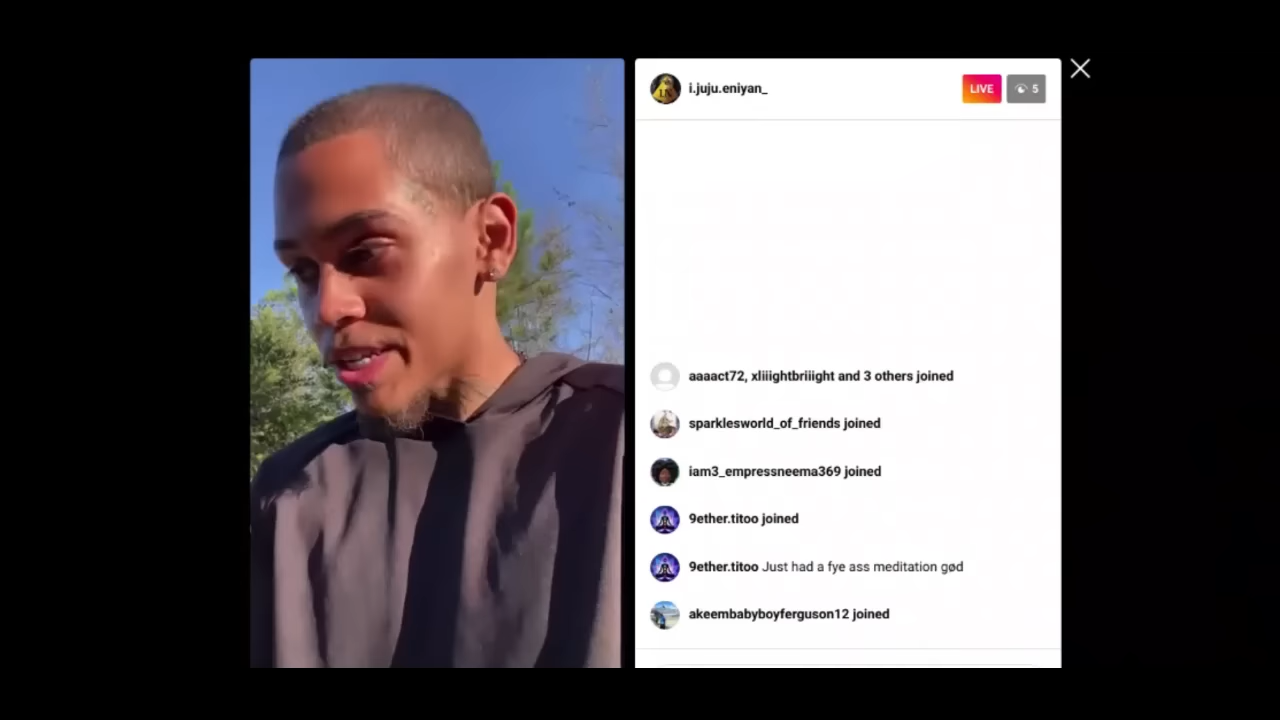 i.juju.eniyan_
LIVE
5
aaaact72, xliiightbriiight and 3 others joined
sparklesworld_of_friends joined
iam3_empressneema369 joined
9ether.titoo joined
9ether.titoo Just had a fye ass meditation gød
akeembabyboyferguson12 joined